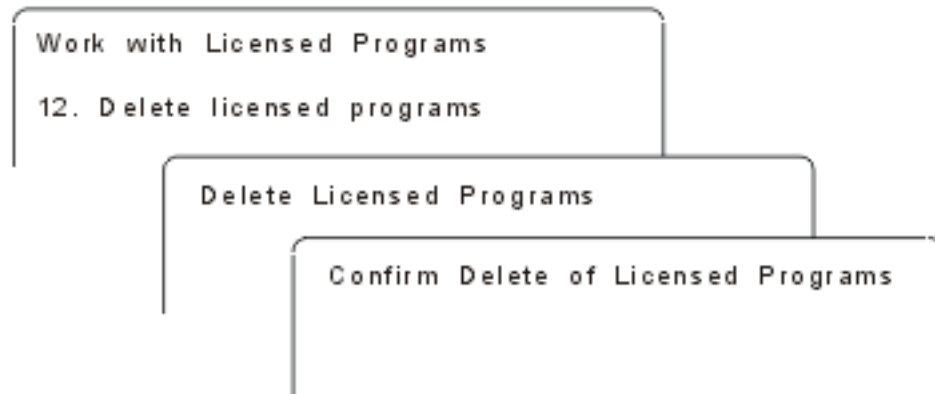 Work with Licensed Programs
12. Delete licensed programs
Delete Licensed Programs
Confirm Delete of Licensed Programs